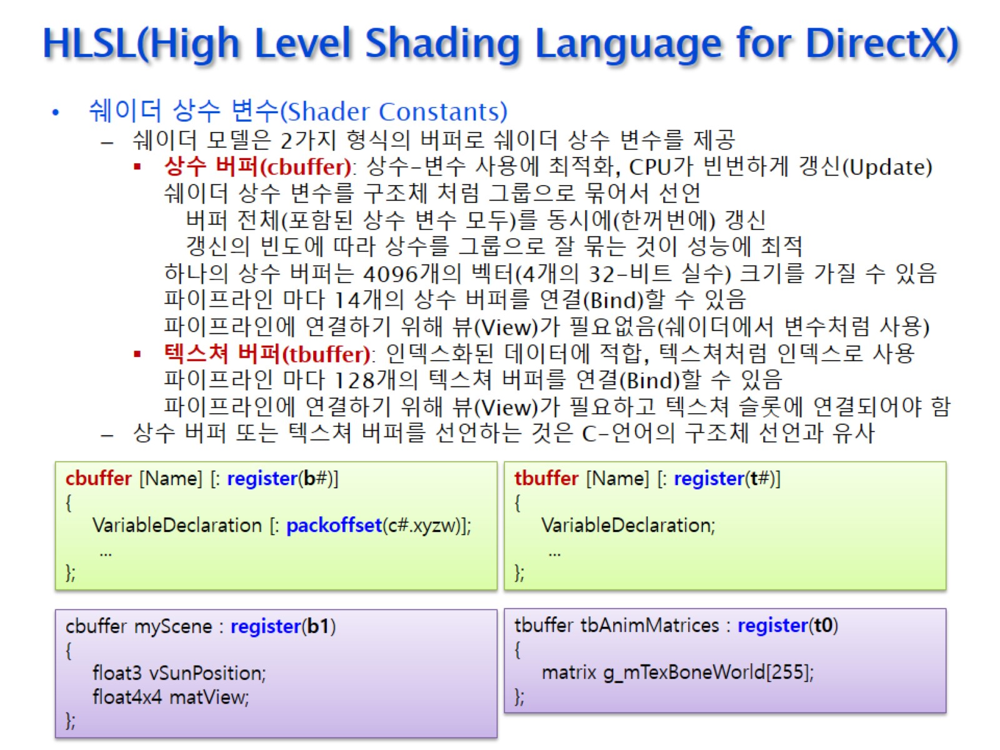 HLSL(High Level Shading Language for DirectX)
• 쉐이더 상수 변수(Shader Constants)
– 쉐이더 모델은 2가지 형식의 버퍼로 쉐이더 상수 변수를 제공
▪ 상수 버퍼(cbuffer): 상수-변수 사용에 최적화, CPU가 빈번하게 갱신(Update)
쉐이더 상수 변수를 구조체 처럼 그룹으로 묶어서 선언
버퍼 전체(포함된 상수 변수 모두)를 동시에(한꺼번에) 갱신
갱신의 빈도에 따라 상수를 그룹으로 잘 묶는 것이 성능에 최적
하나의 상수 버퍼는 4096개의 벡터(4개의 32-비트 실수) 크기를 가질 수 있음
파이프라인 마다 14개의 상수 버퍼를 연결(Bind)할 수 있음
파이프라인에 연결하기 위해 뷰(View)가 필요없음(쉐이더에서 변수처럼 사용)
▪ 텍스쳐 버퍼(tbuffer): 인덱스화된 데이터에 적합, 텍스쳐처럼 인덱스로 사용
파이프라인 마다 128개의 텍스쳐 버퍼를 연결(Bind)할 수 있음
파이프라인에 연결하기 위해 뷰(View)가 필요하고 텍스쳐 슬롯에 연결되어야 함
– 상수 버퍼 또는 텍스쳐 버퍼를 선언하는 것은 C-언어의 구조체 선언과 유사
cbuffer [Name] [: register(b#)]
{
VariableDeclaration [: packoffset(c#.xyzw)];
...
};
tbuffer [Name] [: register(t#)]
{
VariableDeclaration;
...
};
cbuffer myScene : register(b1)
{
float3 vSunPosition;
float4x4 matView;
};
tbuffer tbAnimMatrices : register(t0)
{
matrix g_mTexBoneWorld[255];
};